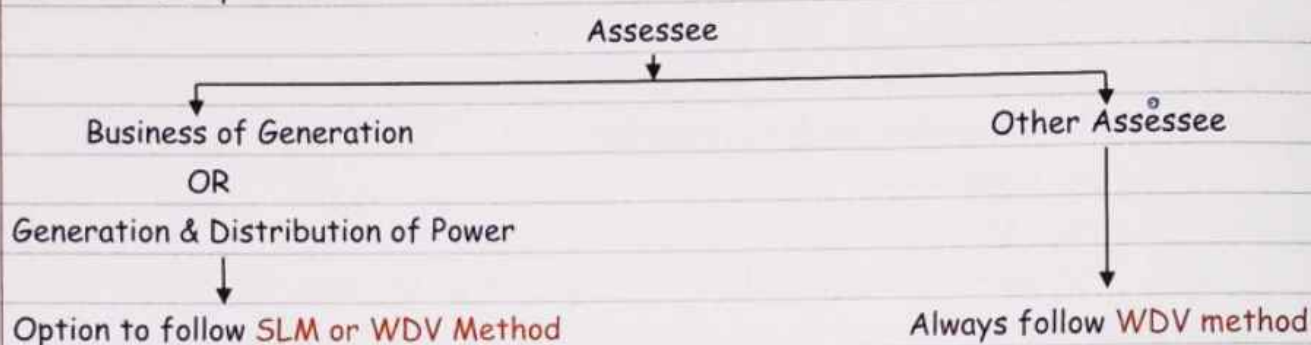 Assessee
Business of Generation
OR
Generation & Distribution of Power
Option to follow SLM or WDV Method
Other Assessee
Always follow WDV method